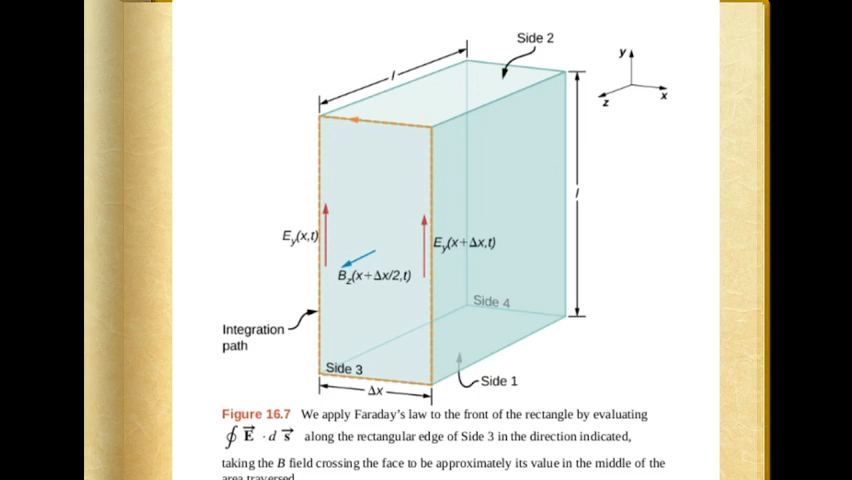 Side 2
y
x
z
l
l
E_y(x,t)
E_y(x+Δx,t)
B_z(x+Δx/2,t)
Side 4
Integration
path
Side 3
Side 1
Δx
Figure 16.7 We apply Faraday's law to the front of the rectangle by evaluating
∮ E⃗ · d s⃗ along the rectangular edge of Side 3 in the direction indicated,
taking the B field crossing the face to be approximately its value in the middle of the
area traversed.